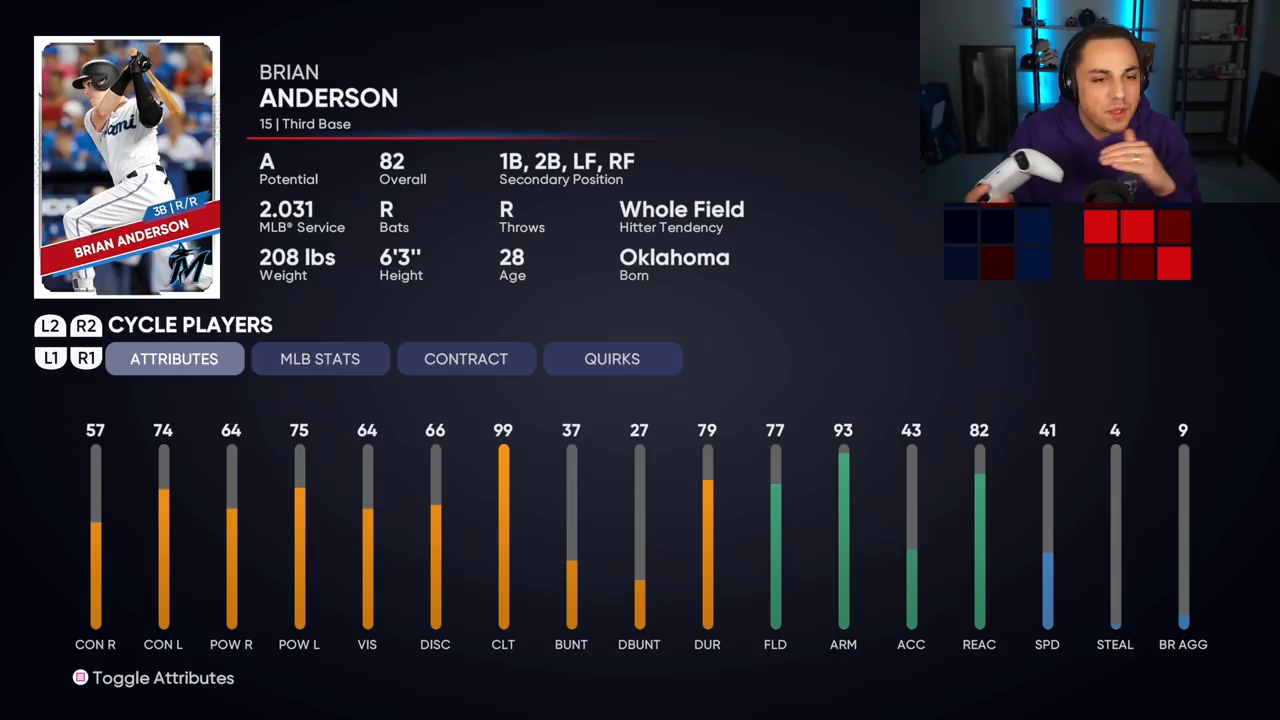 BRIAN
ANDERSON
15 | Third Base
A
Potential
82
Overall
1B, 2B, LF, RF
Secondary Position
2.031
MLB® Service
R
Bats
R
Throws
Whole Field
Hitter Tendency
208 lbs
Weight
6'3''
Height
28
Age
Oklahoma
Born
3B | R/R
BRIAN ANDERSON
L2 R2 CYCLE PLAYERS
L1 R1 ATTRIBUTES MLB STATS CONTRACT QUIRKS
57 74 64 75 64 66 99 37 27 79 77 93 43 82 41 4 9
CON R CON L POW R POW L VIS DISC CLT BUNT DBUNT DUR FLD ARM ACC REAC SPD STEAL BR AGG
Toggle Attributes